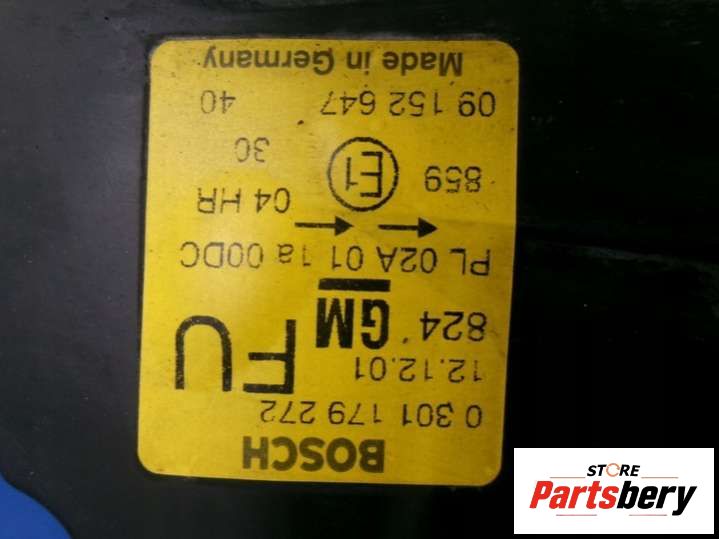 BOSCH
0 301 179 272
12.12.01 FU
824 GM
PL 02A 01 1a 00DC
859 E1 04 HR
30
09 152 647 40
Made in Germany
STORE
Partsbery